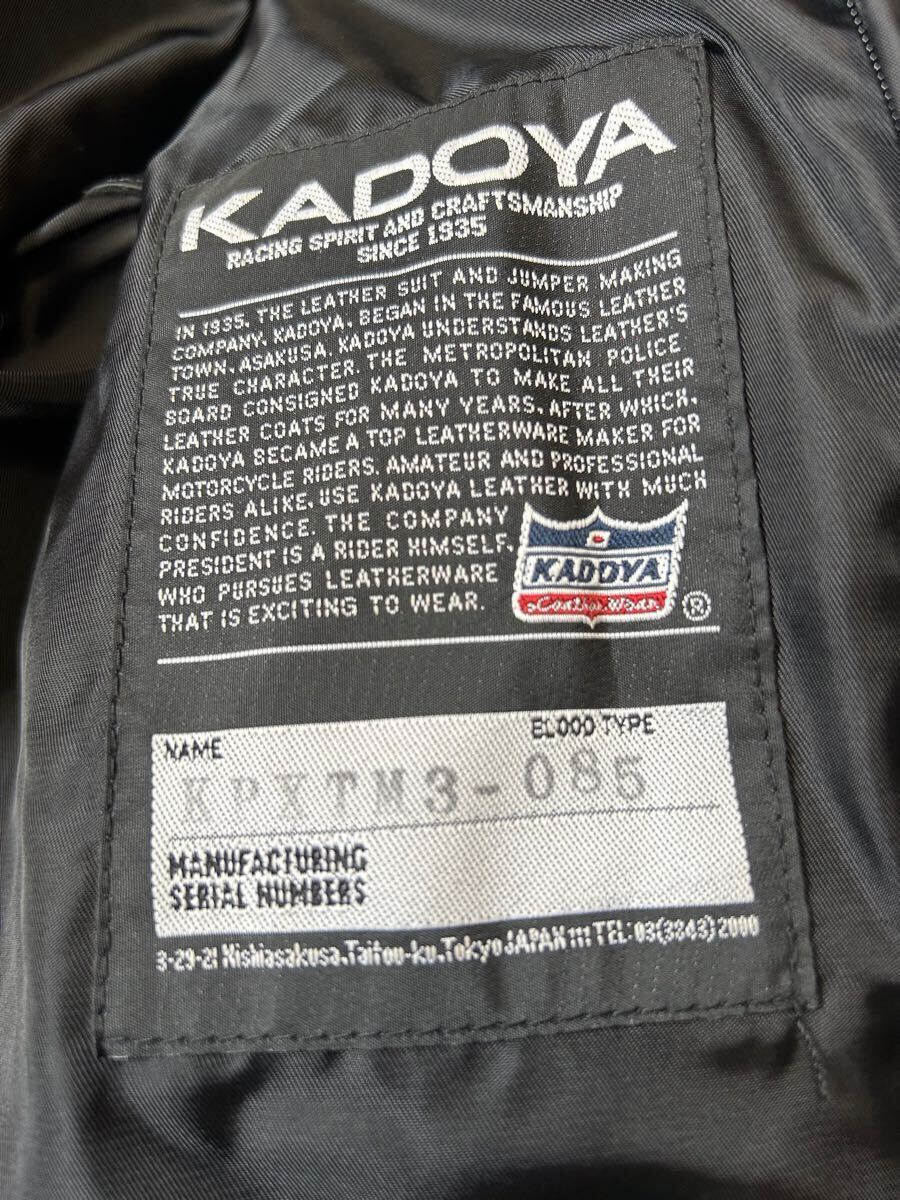 KADOYA
RACING SPIRIT AND CRAFTSMANSHIP
SINCE 1935
IN 1935, THE LEATHER SUIT AND JUMPER MAKING
COMPANY, KADOYA, BEGAN IN THE FAMOUS LEATHER
TOWN, ASAKUSA. KADOYA UNDERSTANDS LEATHER'S
TRUE CHARACTER. THE METROPOLITAN POLICE
BOARD CONSIGNED KADOYA TO MAKE ALL THEIR
LEATHER COATS FOR MANY YEARS. AFTER WHICH,
KADOYA BECAME A TOP LEATHERWARE MAKER FOR
MOTORCYCLE RIDERS. AMATEUR AND PROFESSIONAL
RIDERS ALIKE, USE KADOYA LEATHER WITH MUCH
CONFIDENCE. THE COMPANY
PRESIDENT IS A RIDER HIMSELF,
WHO PURSUES LEATHERWARE
THAT IS EXCITING TO WEAR.
KADOYA
®
NAME BLOOD TYPE
KPXTM3-085
MANUFACTURING
SERIAL NUMBERS
3-29-21 Nishiasakusa.Taitou-ku.Tokyo JAPAN 111 TEL:03(3843)2000